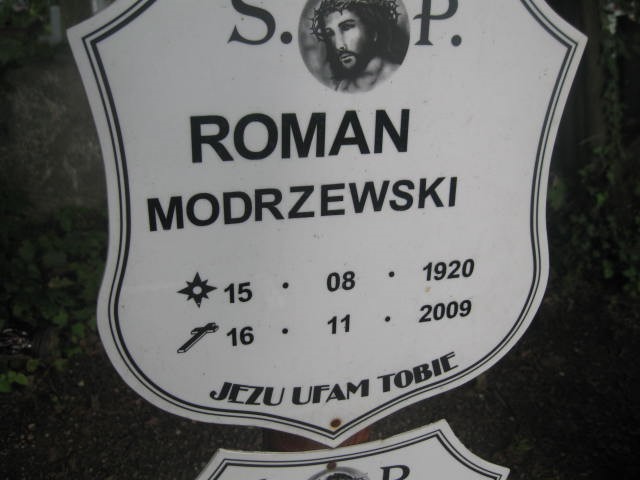 S. P.
ROMAN
MODRZEWSKI
15 · 08 · 1920
16 · 11 · 2009
JEZU UFAM TOBIE
P